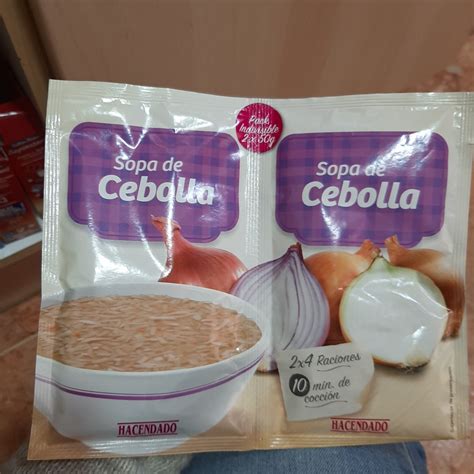 Pack
Indivisible
2x50g
Sopa de
Cebolla
Sopa de
Cebolla
2x4 Raciones
10 min. de
cocción
HACENDADO
HACENDADO